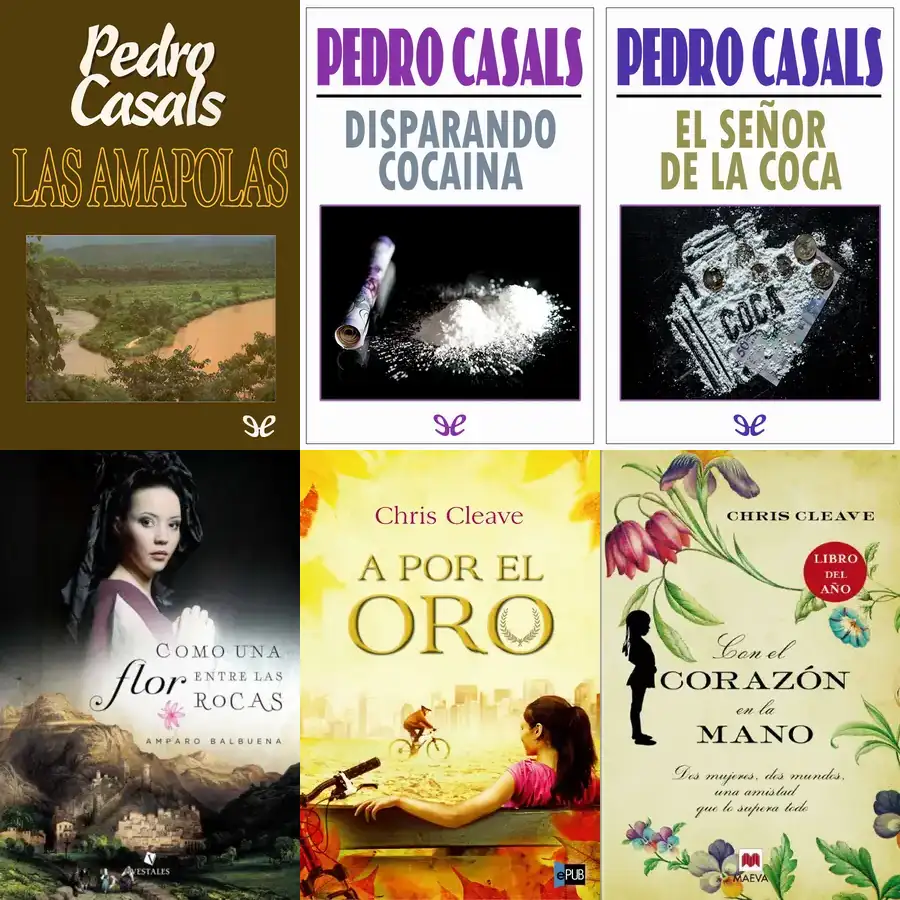 Pedro
Casals
LAS AMAPOLAS
PEDRO CASALS
DISPARANDO
COCAINA
PEDRO CASALS
EL SEÑOR
DE LA COCA
COCA
COMO UNA
flor ENTRE LAS
ROCAS
AMPARO BALBUENA
VESTALES
Chris Cleave
A POR EL
ORO
ePUB
CHRIS CLEAVE
LIBRO
DEL
AÑO
Con el
CORAZÓN
en la
MANO
Dos mujeres, dos mundos,
una amistad
que lo supera todo
MAEVA